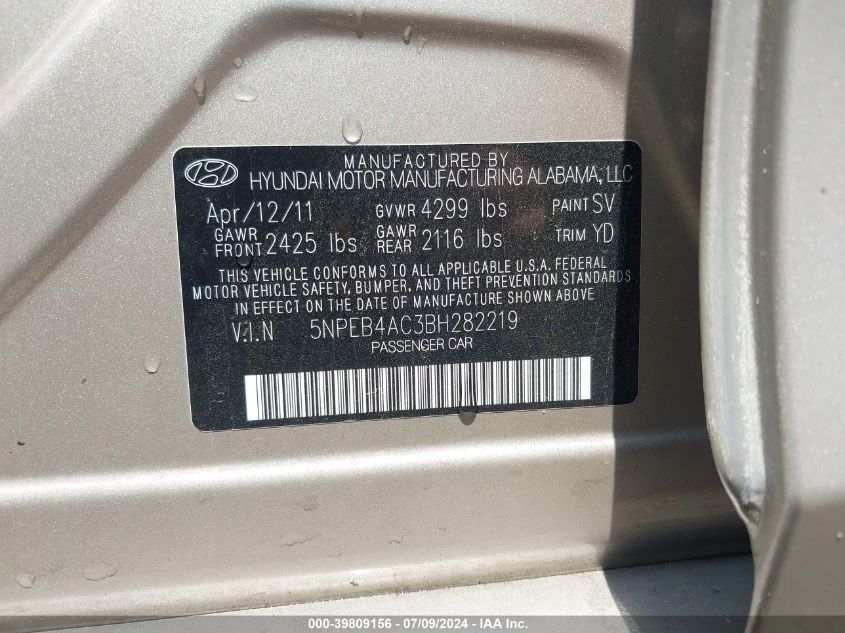 MANUFACTURED BY
HYUNDAI MOTOR MANUFACTURING ALABAMA, LLC
Apr/12/11 GVWR 4299 lbs PAINT SV
GAWR FRONT 2425 lbs GAWR REAR 2116 lbs TRIM YD
THIS VEHICLE CONFORMS TO ALL APPLICABLE U.S.A. FEDERAL
MOTOR VEHICLE SAFETY, BUMPER, AND THEFT PREVENTION STANDARDS
IN EFFECT ON THE DATE OF MANUFACTURE SHOWN ABOVE
V.I.N 5NPEB4AC3BH282219
PASSENGER CAR
000-39809156 - 07/09/2024 - IAA Inc.